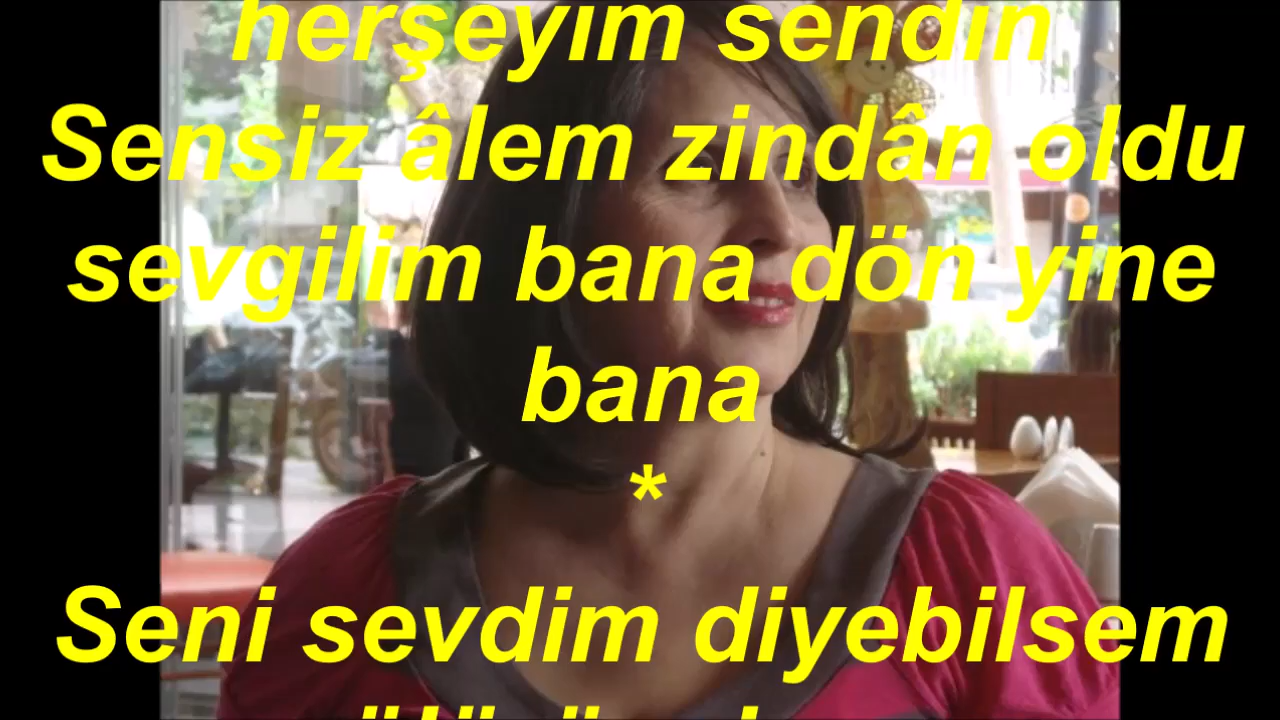 herşeyim sendin
Sensiz âlem zindân oldu
sevgilim bana dön yine
bana
*
Seni sevdim diyebilsem